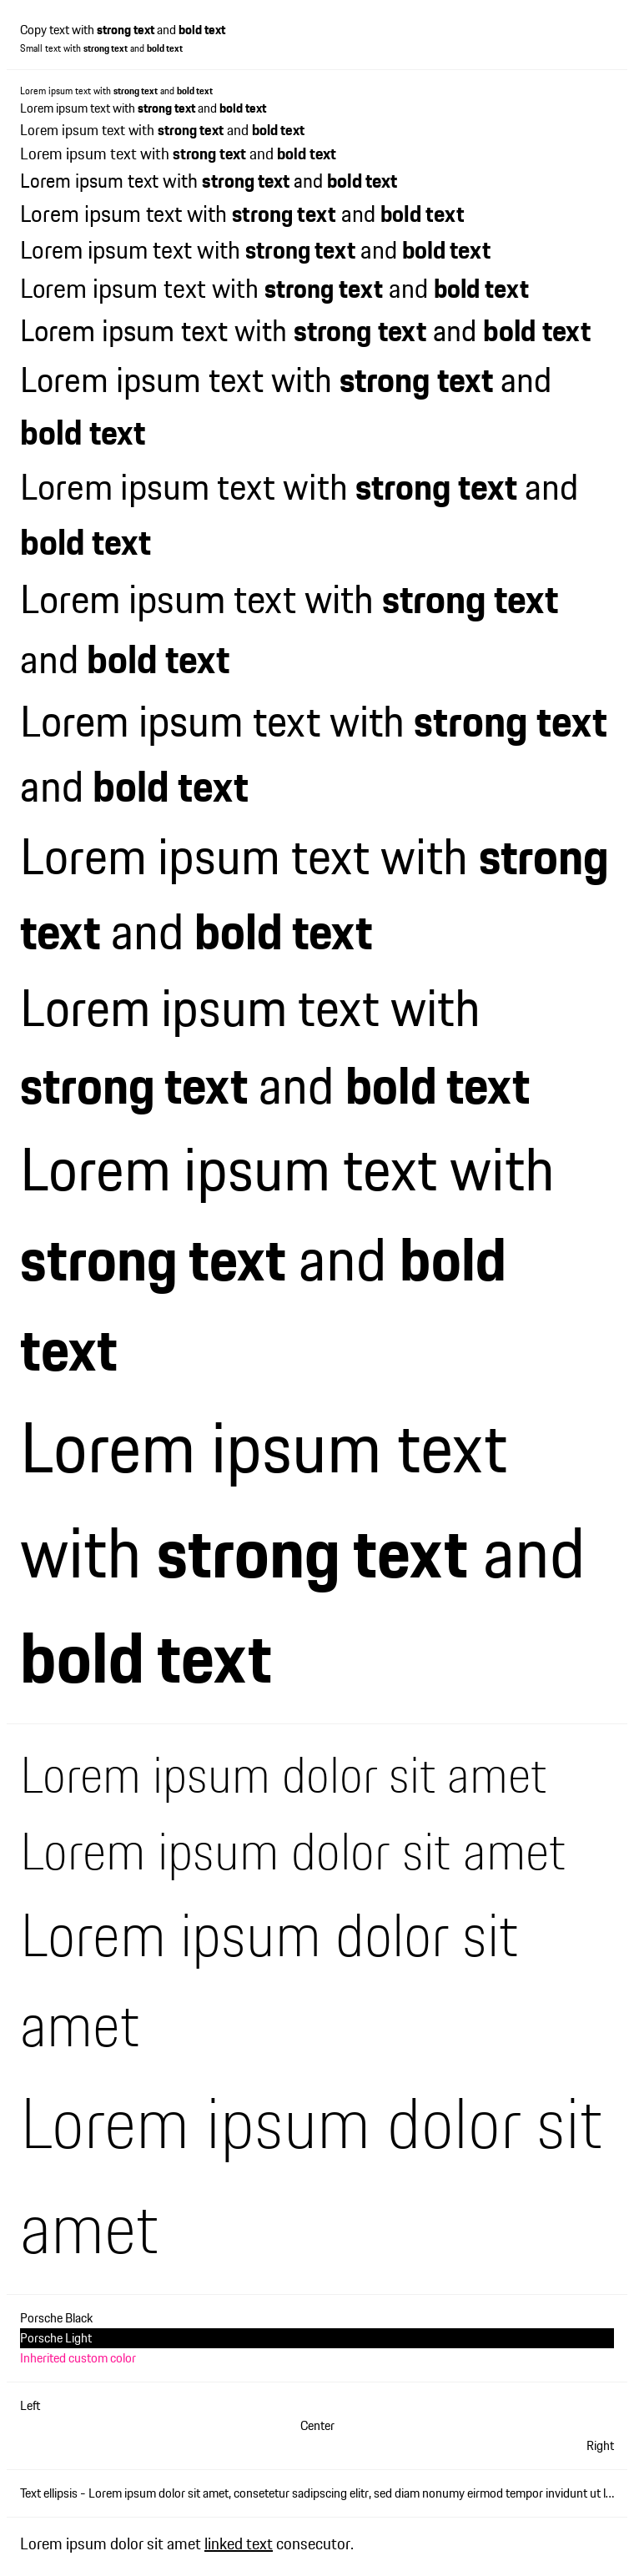 Copy text with strong text and bold text
Small text with strong text and bold text
Lorem ipsum text with strong text and bold text
Lorem ipsum text with strong text and bold text
Lorem ipsum text with strong text and bold text
Lorem ipsum text with strong text and bold text
Lorem ipsum text with strong text and bold text
Lorem ipsum text with strong text and bold text
Lorem ipsum text with strong text and bold text
Lorem ipsum text with strong text and bold text
Lorem ipsum text with strong text and bold text
Lorem ipsum text with strong text and
bold text
Lorem ipsum text with strong text and
bold text
Lorem ipsum text with strong text
and bold text
Lorem ipsum text with strong text
and bold text
Lorem ipsum text with strong
text and bold text
Lorem ipsum text with
strong text and bold text
Lorem ipsum text with
strong text and bold
text
Lorem ipsum text
with strong text and
bold text
Lorem ipsum dolor sit amet
Lorem ipsum dolor sit amet
Lorem ipsum dolor sit
amet
Lorem ipsum dolor sit
amet
Porsche Black
Porsche Light
Inherited custom color
Left
Center
Right
Text ellipsis - Lorem ipsum dolor sit amet, consetetur sadipscing elitr, sed diam nonumy eirmod tempor invidunt ut l...
Lorem ipsum dolor sit amet linked text consecutor.